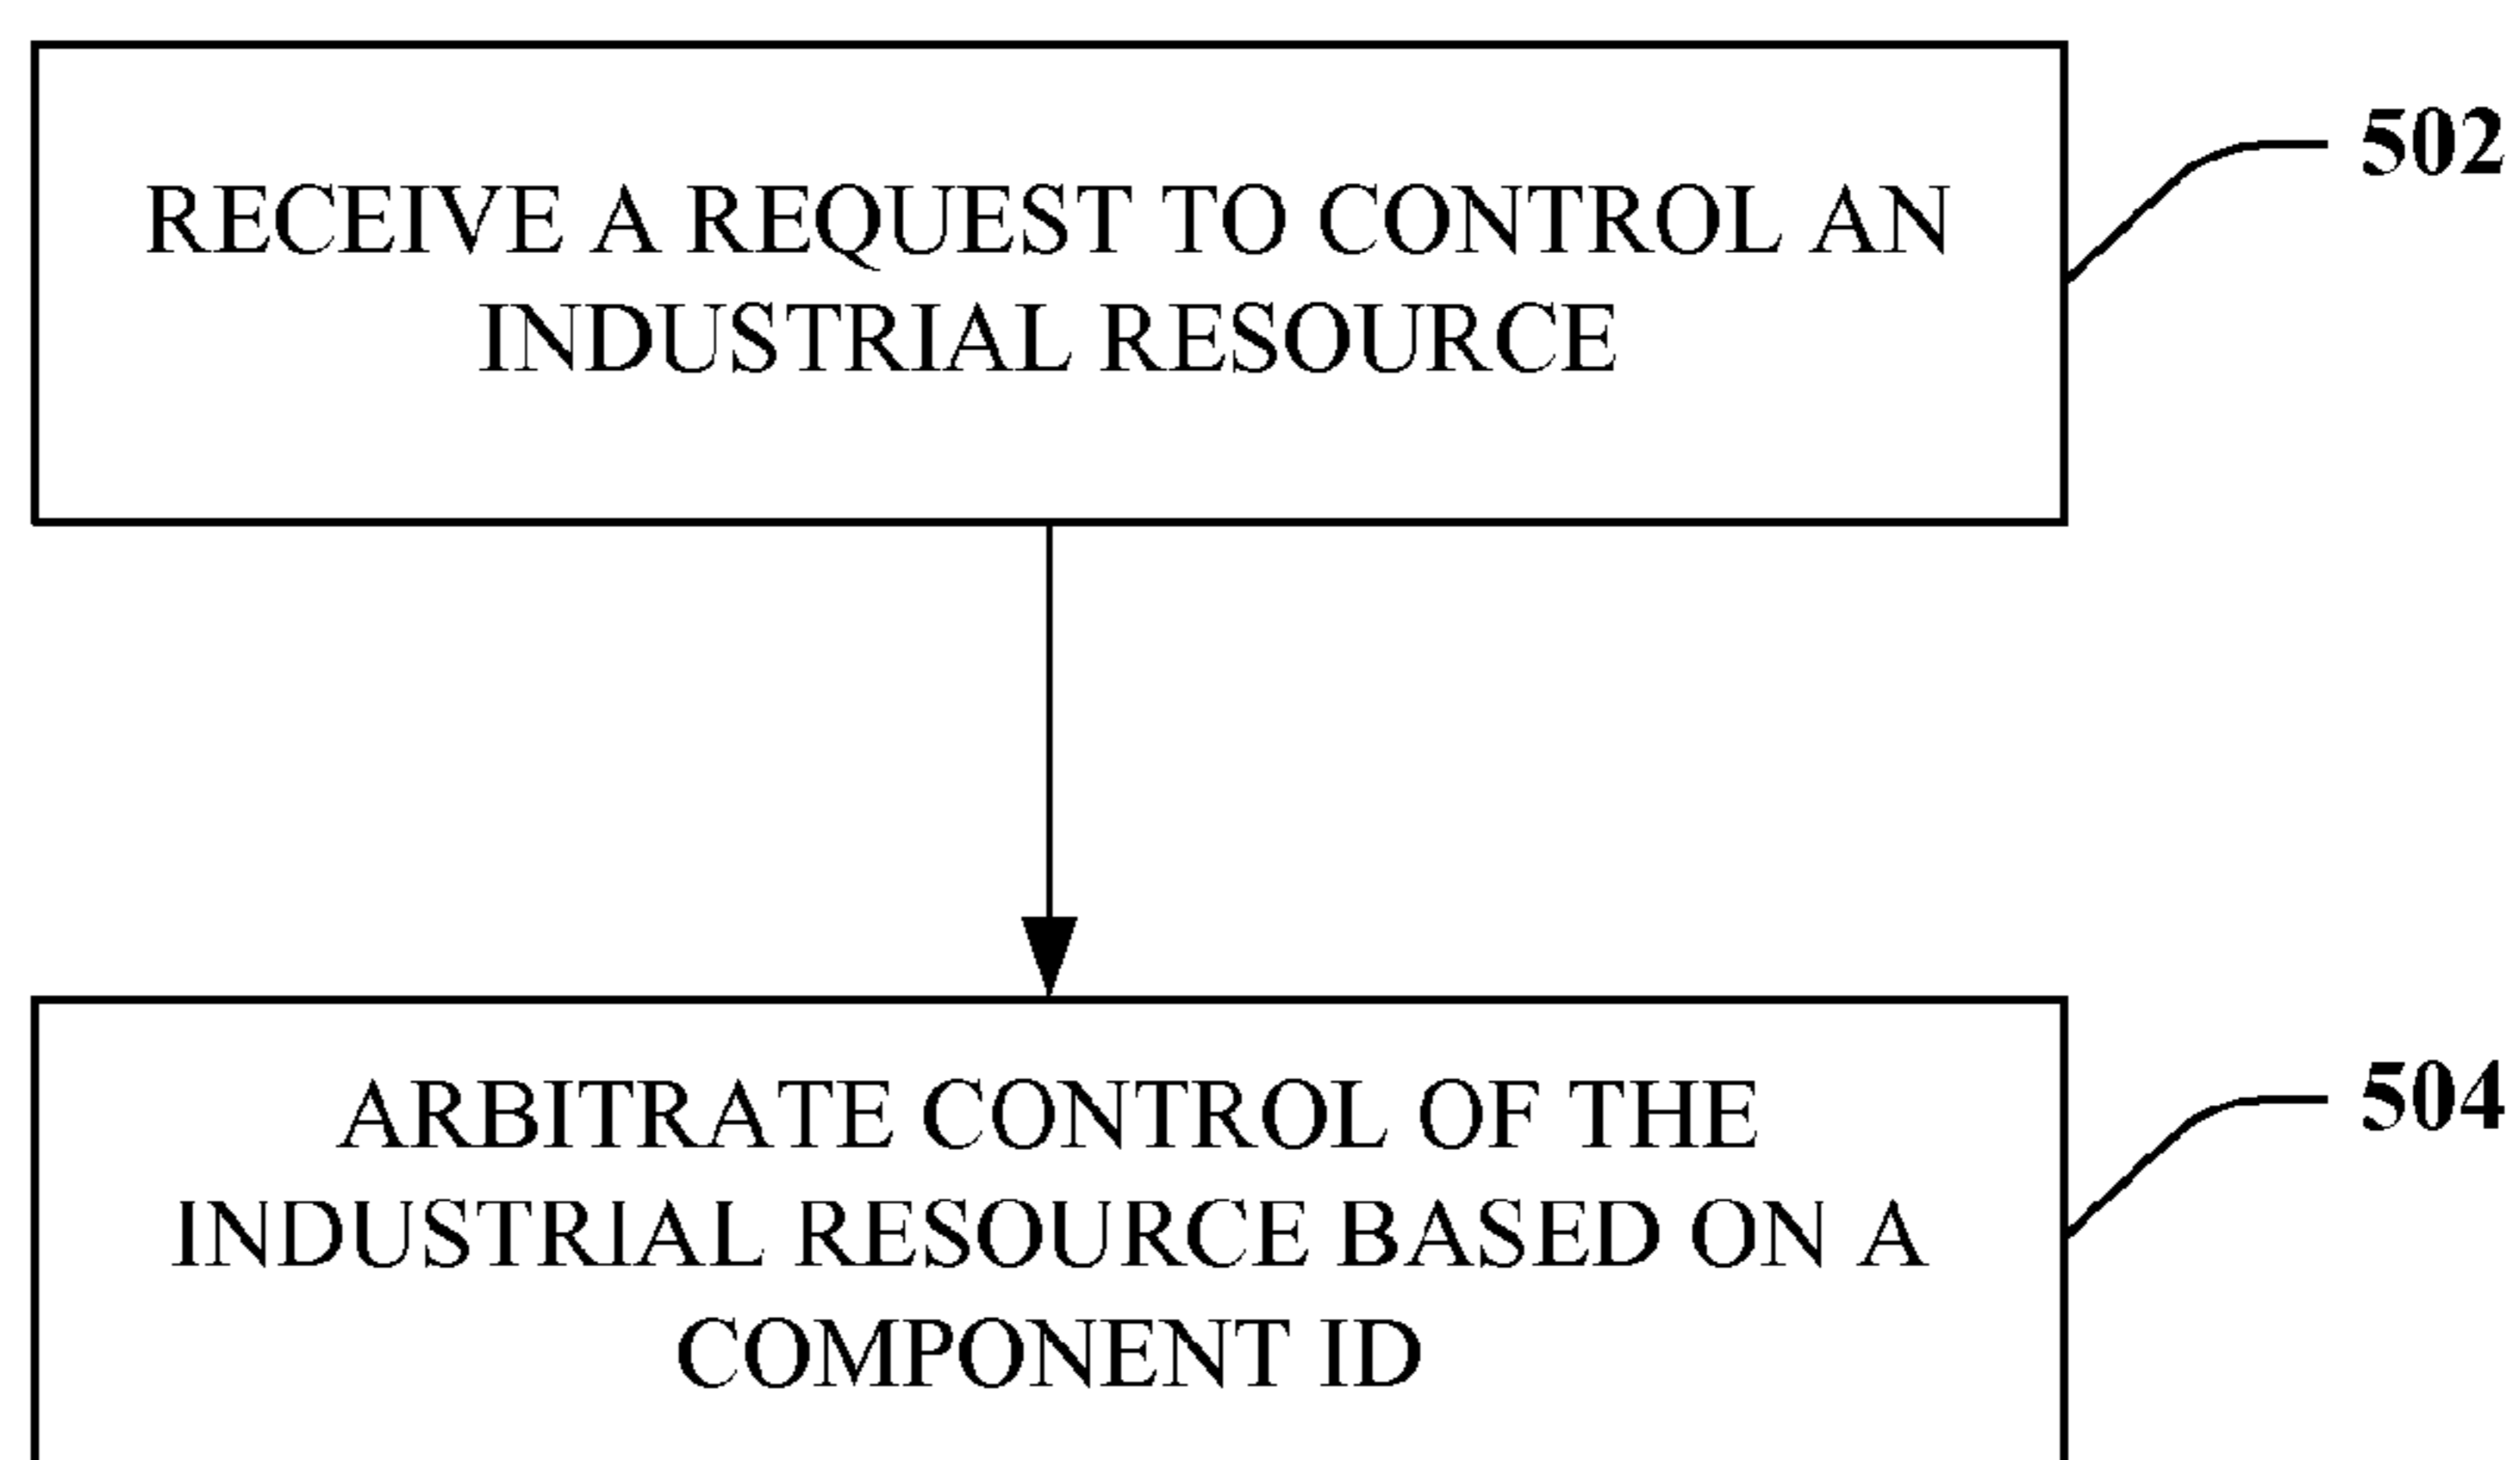 RECEIVE A REQUEST TO CONTROL AN
INDUSTRIAL RESOURCE
502
ARBITRATE CONTROL OF THE
INDUSTRIAL RESOURCE BASED ON A
COMPONENT ID
504